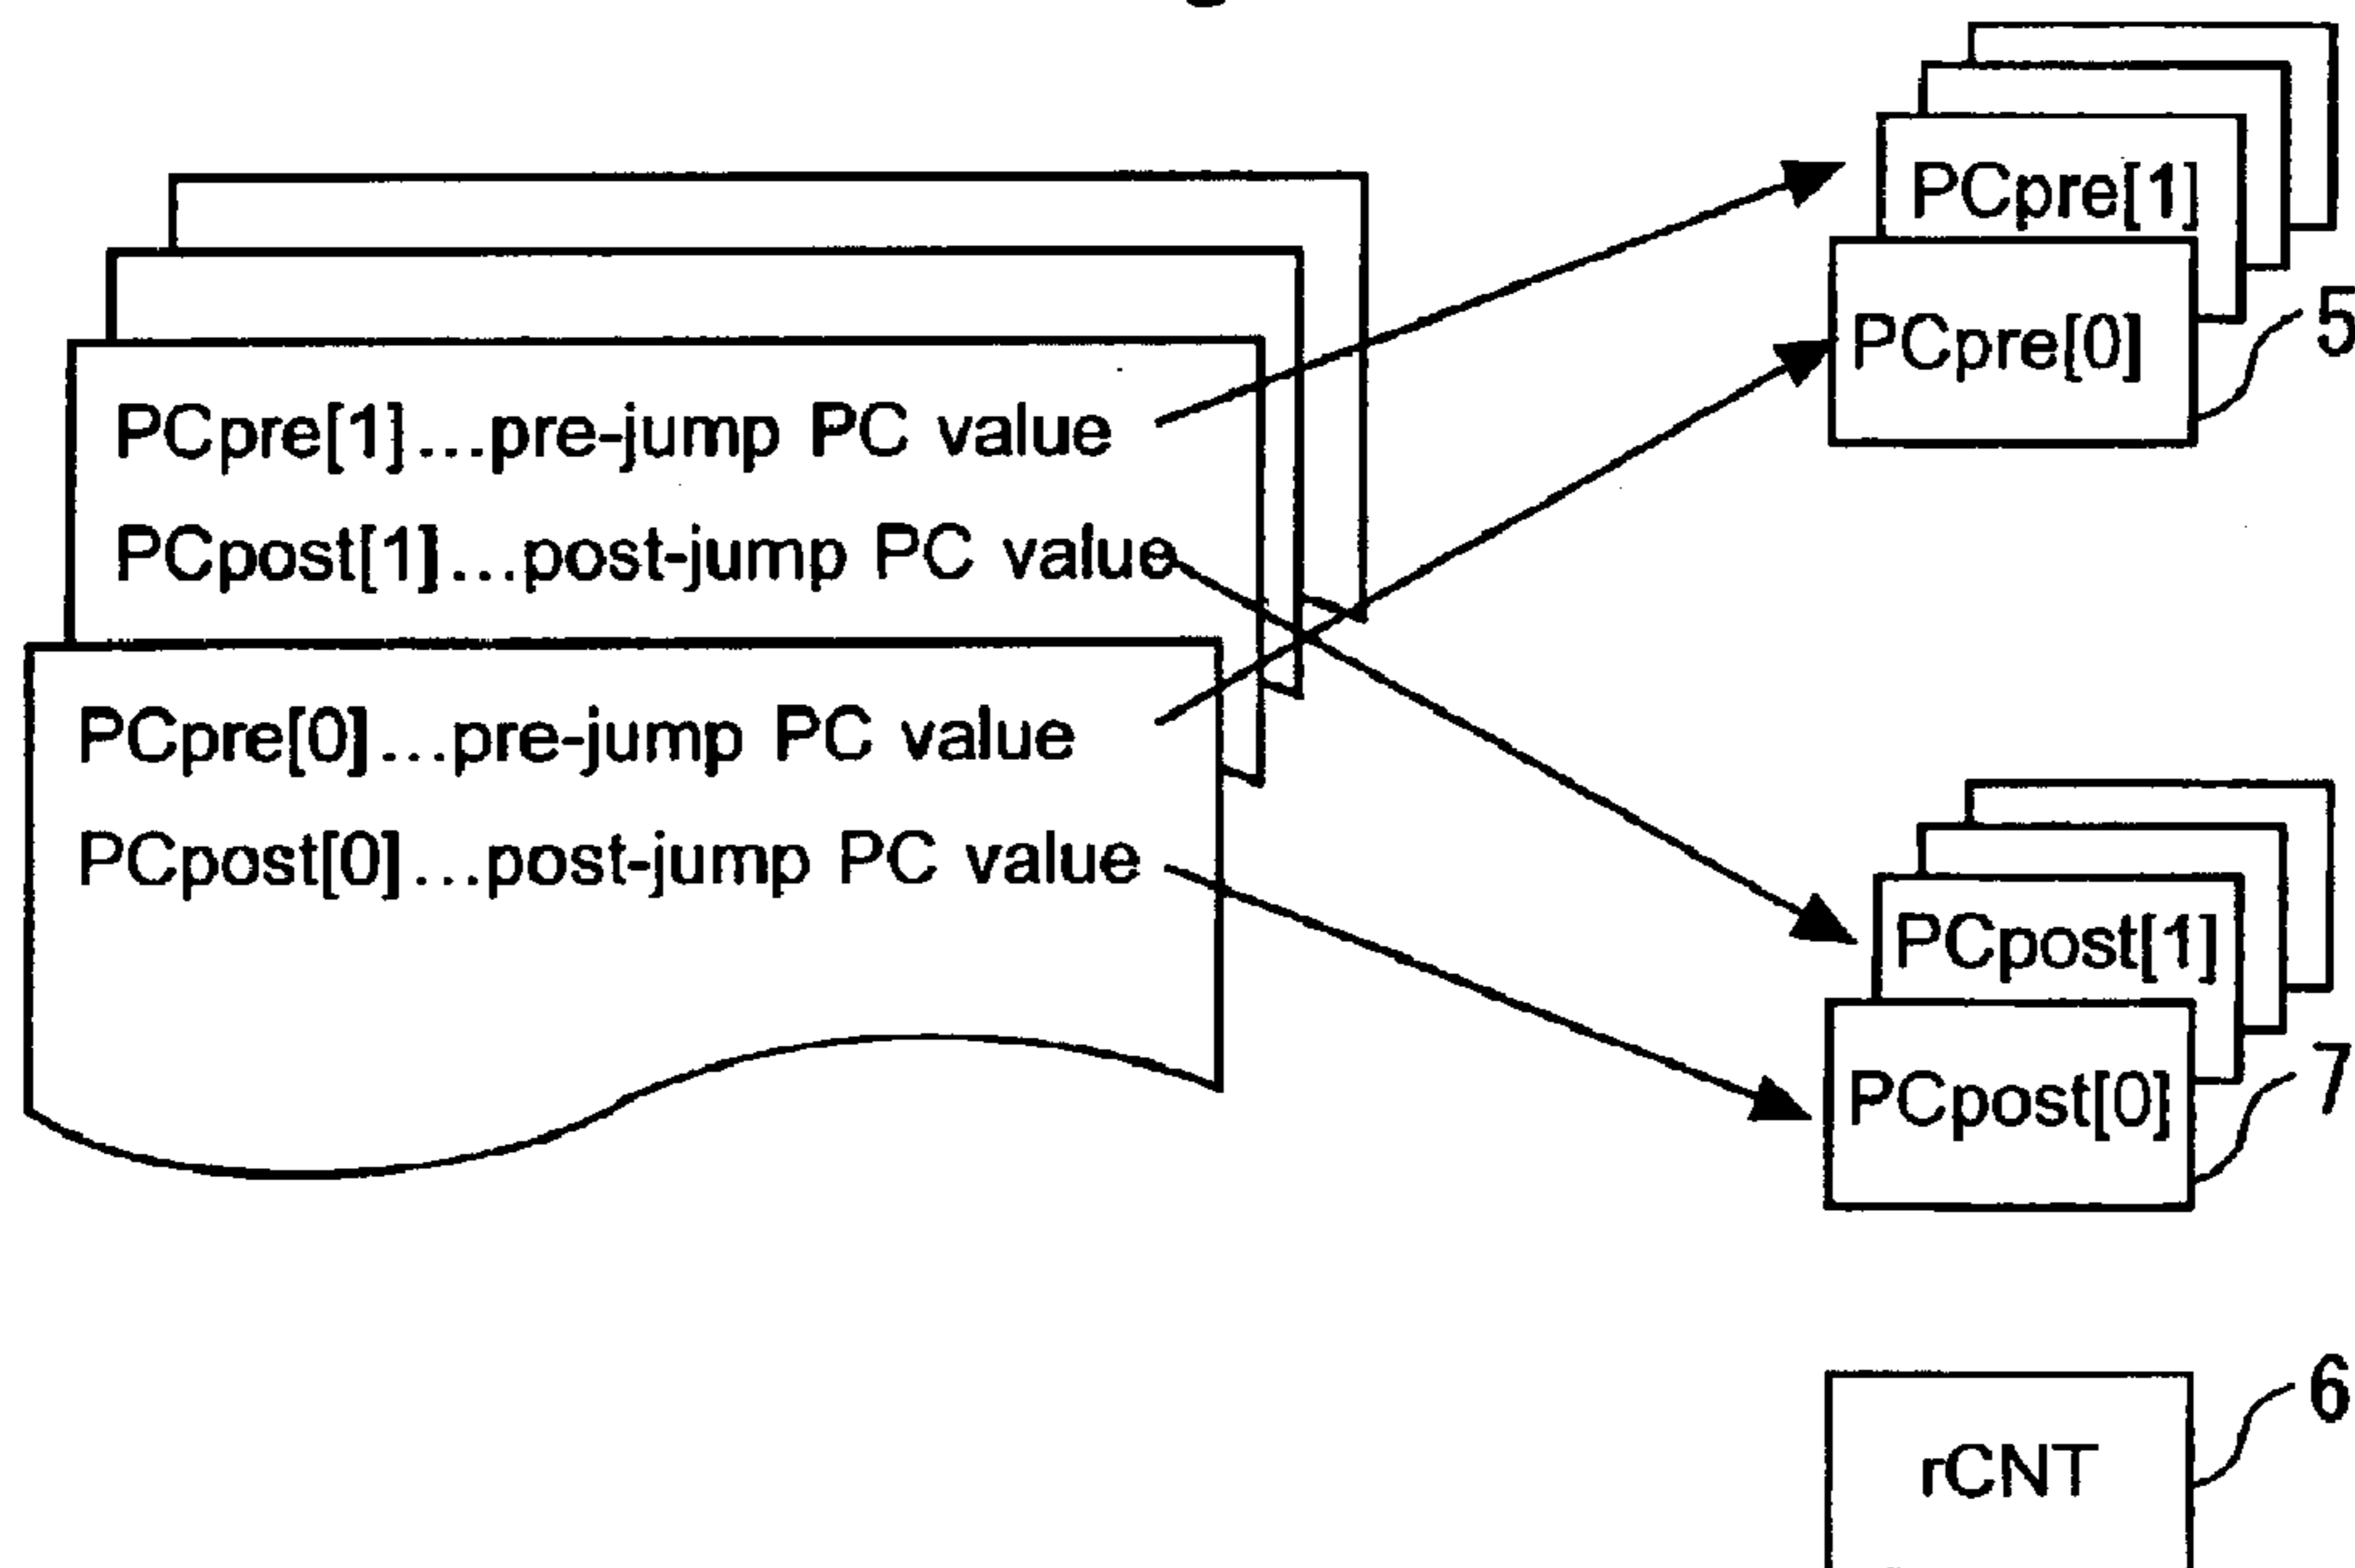 PCpre[1]...pre-jump PC value
PCpost[1]...post-jump PC value
PCpre[0]...pre-jump PC value
PCpost[0]...post-jump PC value
PCpre[1]
PCpre[0]
5
PCpost[1]
PCpost[0]
7
rCNT
6